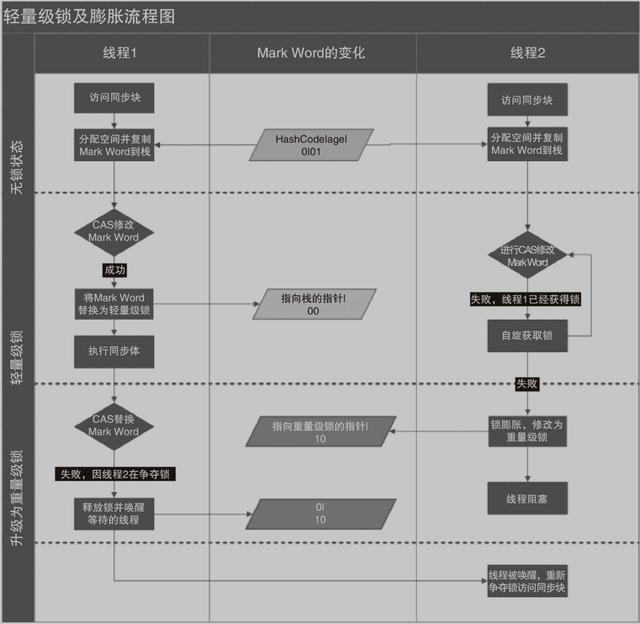 轻量级锁及膨胀流程图
线程1
Mark Word的变化
线程2
无锁状态
轻量级锁
升级为重量级锁
访问同步块
访问同步块
分配空间并复制
Mark Word到栈
HashCodelagel
0l01
分配空间并复制
Mark Word到栈
CAS修改
Mark Word
进行CAS修改
MarkWord
成功
将Mark Word
替换为轻量级锁
指向栈的指针l
00
失败，线程1已经获得锁
执行同步体
自旋获取锁
失败
CAS替换
Mark Word
指向重量级锁的指针l
10
锁膨胀，修改为
重量级锁
失败，因线程2在争夺锁
释放锁并唤醒
等待的线程
0l
10
线程阻塞
线程被唤醒，重新
争夺锁访问同步块